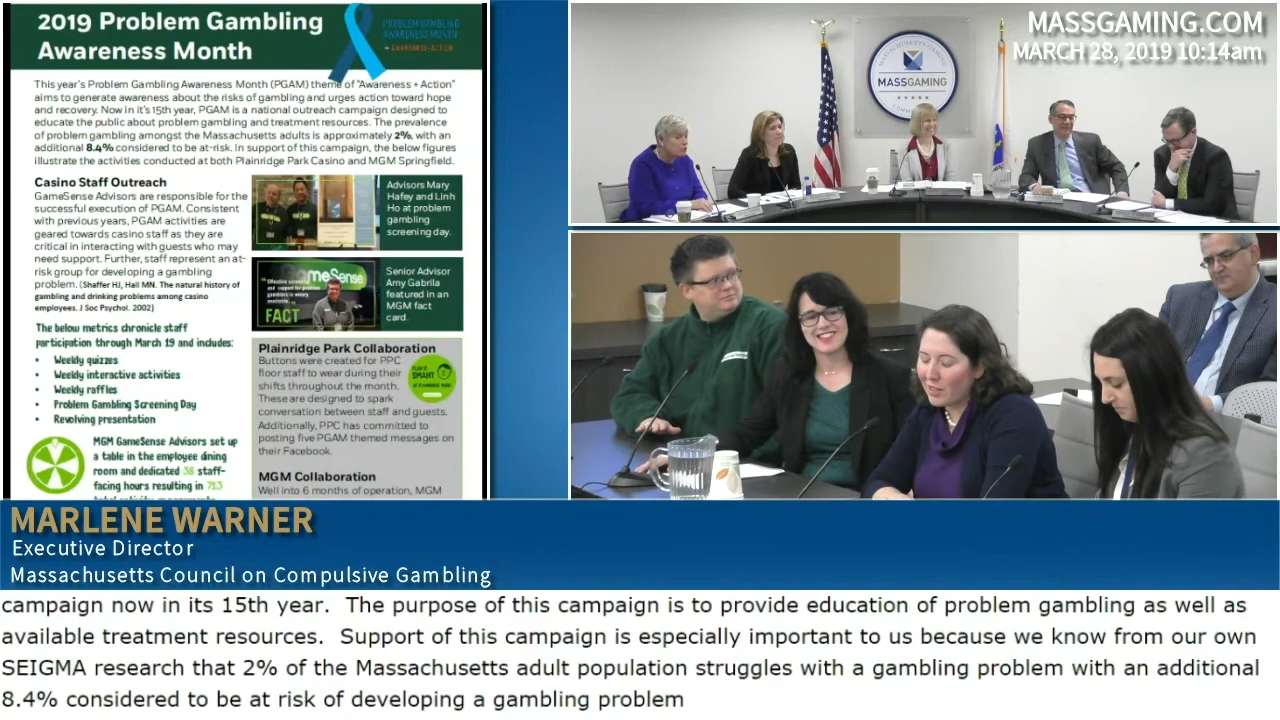 2019 Problem Gambling
Awareness Month
PROBLEM GAMBLING
AWARENESS MONTH
AWARENESS+ACTION
This year's Problem Gambling Awareness Month (PGAM) theme of "Awareness + Action"
aims to generate awareness about the risks of gambling and urges action toward hope
and recovery. Now in it's 15th year, PGAM is a national outreach campaign designed to
educate the public about problem gambling and treatment resources. The prevalence
of problem gambling amongst the Massachusetts adults is approximately 2%, with an
additional 8.4% considered to be at-risk. In support of this campaign, the below figures
illustrate the activities conducted at both Plainridge Park Casino and MGM Springfield.
Casino Staff Outreach
GameSense Advisors are responsible for the
successful execution of PGAM. Consistent
with previous years, PGAM activities are
geared towards casino staff as they are
critical in interacting with guests who may
need support. Further, staff represent an at-
risk group for developing a gambling
problem. (Shaffer HJ, Hall MN. The natural history of
gambling and drinking problems among casino
employees. J Soc Psychol. 2002)
The below metrics chronicle staff
participation through March 19 and includes:
• Weekly quizzes
• Weekly interactive activities
• Weekly raffles
• Problem Gambling Screening Day
• Revolving presentation
MGM GameSense Advisors set up
a table in the employee dining
room and dedicated 38 staff-
facing hours resulting in 713
Advisors Mary
Hafey and Linh
Ho at problem
gambling
screening day.
GameSense
FACT
Senior Advisor
Amy Gabrila
featured in an
MGM fact
card.
Plainridge Park Collaboration
Buttons were created for PPC
floor staff to wear during their
shifts throughout the month.
These are designed to spark
conversation between staff and guests.
Additionally, PPC has committed to
posting five PGAM themed messages on
their Facebook.
MGM Collaboration
Well into 6 months of operation, MGM
MASSGAMING.COM
MARCH 28, 2019 10:14am
MASSACHUSETTS GAMING
MASSGAMING
MARLENE WARNER
Executive Director
Massachusetts Council on Compulsive Gambling
campaign now in its 15th year. The purpose of this campaign is to provide education of problem gambling as well as
available treatment resources. Support of this campaign is especially important to us because we know from our own
SEIGMA research that 2% of the Massachusetts adult population struggles with a gambling problem with an additional
8.4% considered to be at risk of developing a gambling problem